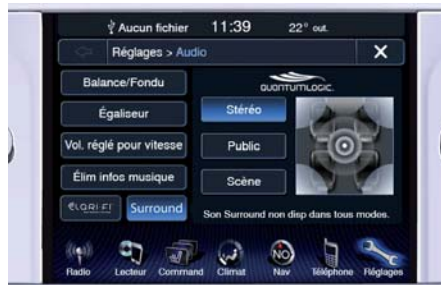 Aucun fichier 11:39 22° out.
Réglages > Audio X
Balance/Fondu
QUANTUMLOGIC.
Égaliseur
Stéréo
Vol. réglé pour vitesse
Public
Élim infos musique
Scène
CLARI-FI
Surround
Son Surround non disp dans tous modes.
NO
Radio Lecteur Command Climat Nav Téléphone Réglages